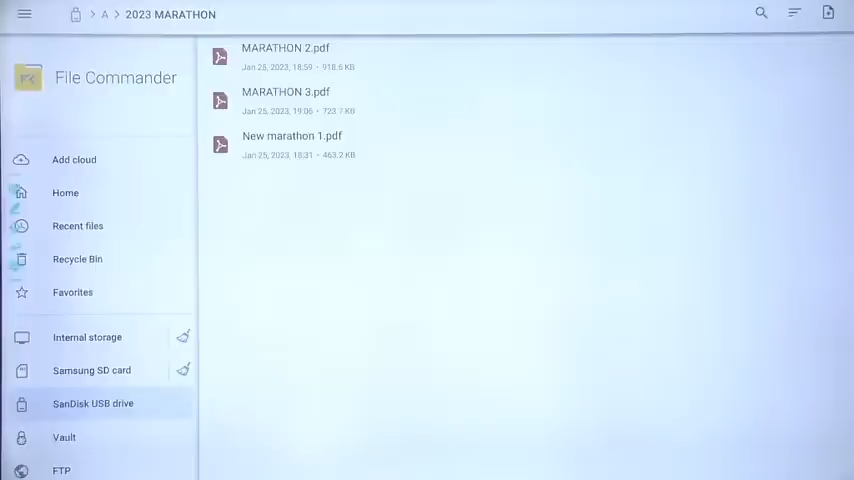 A
2023 MARATHON
File Commander
Add cloud
Home
Recent files
Recycle Bin
Favorites
Internal storage
Samsung SD card
SanDisk USB drive
Vault
FTP
MARATHON 2.pdf
Jan 25, 2023, 18:59 • 918.6 KB
MARATHON 3.pdf
Jan 25, 2023, 19:06 • 723.7 KB
New marathon 1.pdf
Jan 25, 2023, 18:31 • 463.2 KB